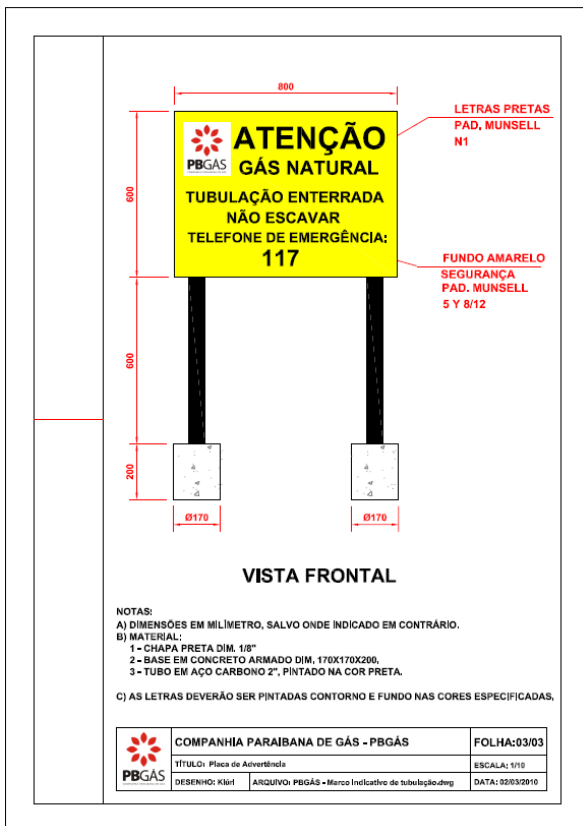 800
LETRAS PRETAS
PAD. MUNSELL
N1
PBGÁS
ATENÇÃO
GÁS NATURAL
600
TUBULAÇÃO ENTERRADA
NÃO ESCAVAR
TELEFONE DE EMERGÊNCIA:
117
FUNDO AMARELO
SEGURANÇA
PAD. MUNSELL
5 Y 8/12
600
200
Ø170
Ø170
VISTA FRONTAL
NOTAS:
A) DIMENSÕES EM MILÍMETRO, SALVO ONDE INDICADO EM CONTRÁRIO.
B) MATERIAL:
1 - CHAPA PRETA DIM. 1/8"
2 - BASE EM CONCRETO ARMADO DIM. 170X170X200,
3 - TUBO EM AÇO CARBONO 2", PINTADO NA COR PRETA.
C) AS LETRAS DEVERÃO SER PINTADAS CONTORNO E FUNDO NAS CORES ESPECIFICADAS,
PBGÁS
COMPANHIA PARAIBANA DE GÁS - PBGÁS
FOLHA:03/03
TÍTULO: Placa de Advertência
ESCALA: 1/10
DESENHO: Kiúri
ARQUIVO: PBGÁS - Marco indicativo de tubulação.dwg
DATA: 02/03/2010